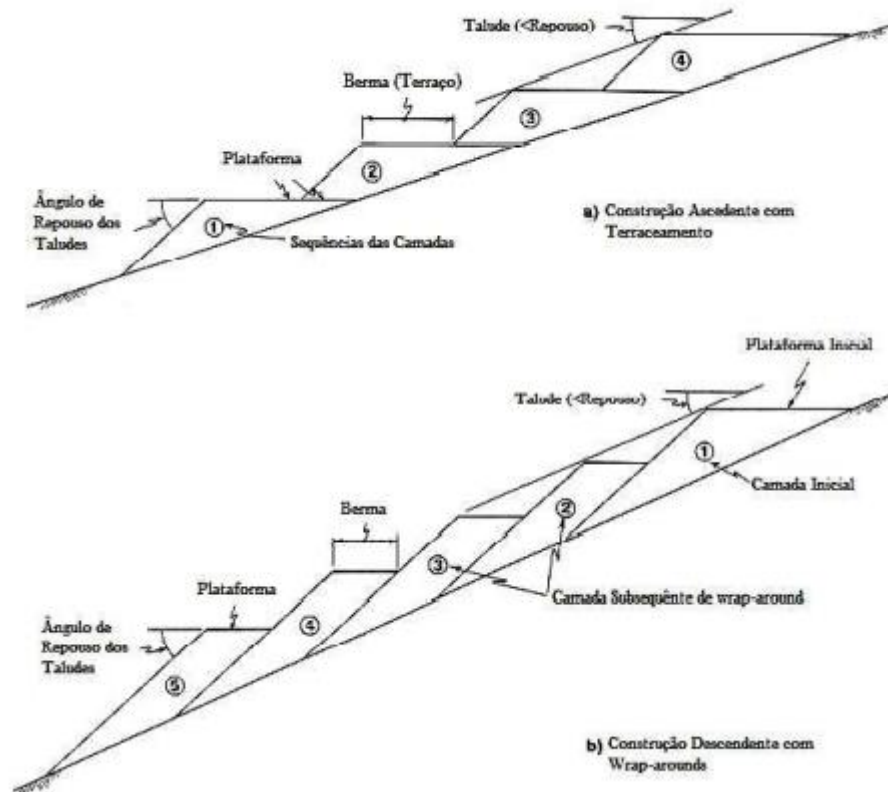 Talude (<Repouso)
④
Berma (Terraço)
③
Plataforma
②
Ângulo de
Repouso dos
Taludes
①
Sequências das Camadas
a) Construção Ascedente com
Terraceamento
Plataforma Inicial
Talude (<Repouso)
①
Camada Inicial
Berma
②
③
Plataforma
Camada Subsequênte de wrap-around
④
Ângulo de
Repouso dos
Taludes
⑤
b) Construção Descendente com
Wrap-arounds